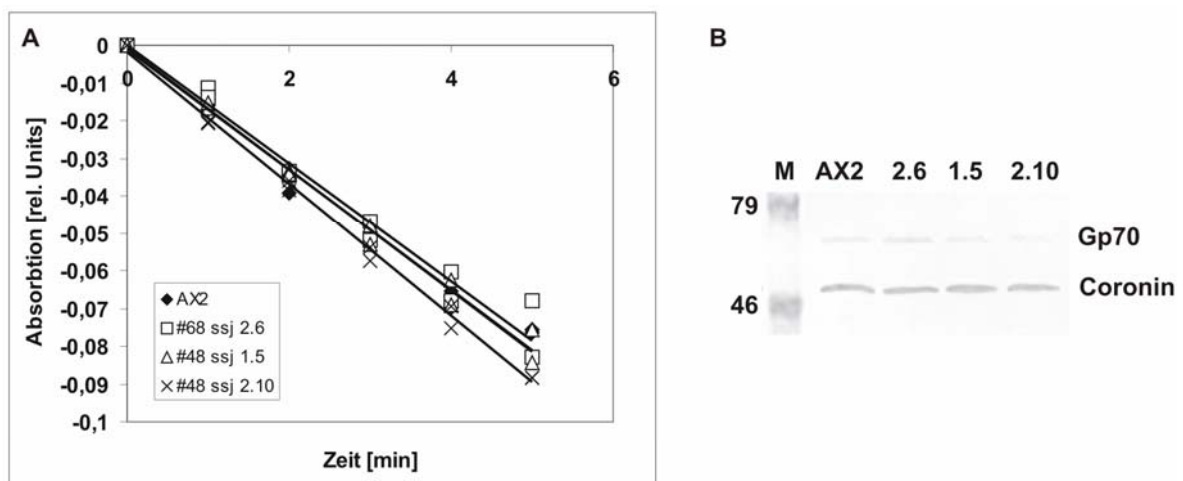 A
0
0
2
4
6
-0,01
-0,02
-0,03
-0,04
-0,05
-0,06
-0,07
-0,08
-0,09
-0,1
Absorbtion [rel. Units]
AX2
#68 ssj 2.6
#48 ssj 1.5
#48 ssj 2.10
Zeit [min]
B
M AX2 2.6 1.5 2.10
79
Gp70
Coronin
46